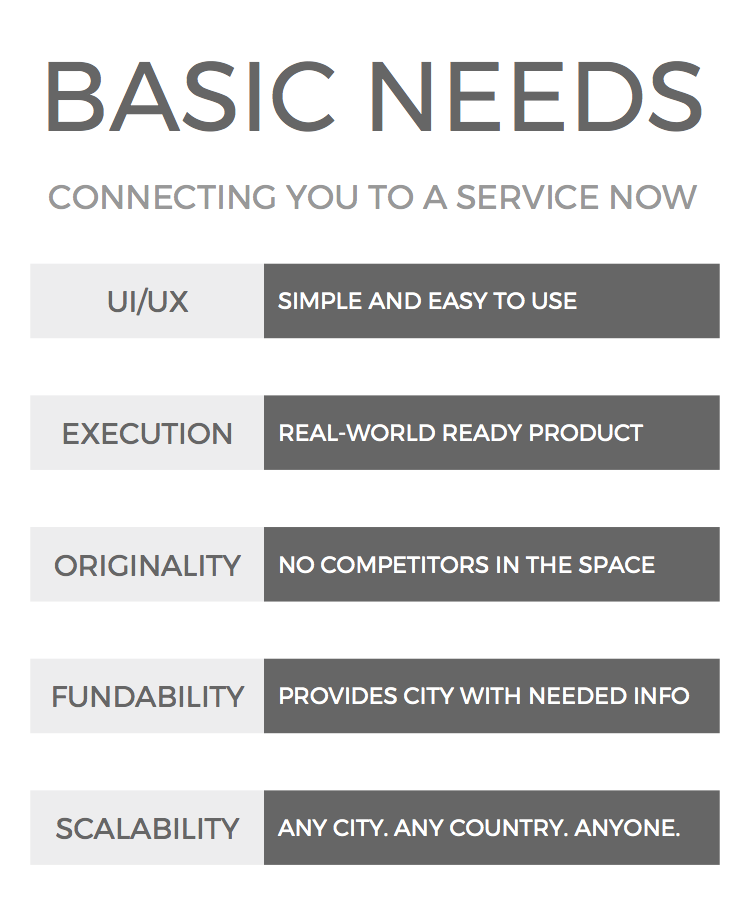 BASIC NEEDS
CONNECTING YOU TO A SERVICE NOW
UI/UX
SIMPLE AND EASY TO USE
EXECUTION
REAL-WORLD READY PRODUCT
ORIGINALITY
NO COMPETITORS IN THE SPACE
FUNDABILITY
PROVIDES CITY WITH NEEDED INFO
SCALABILITY
ANY CITY. ANY COUNTRY. ANYONE.